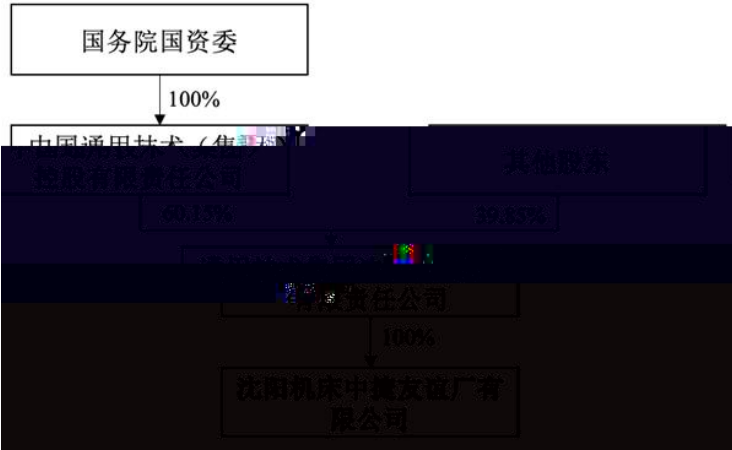 国务院国资委
100%
中国通用技术（集团
控股有限责任公司
其他股东
60.15%
39.85%
有限责任公司
100%
沈阳机床中捷友谊厂有
限公司